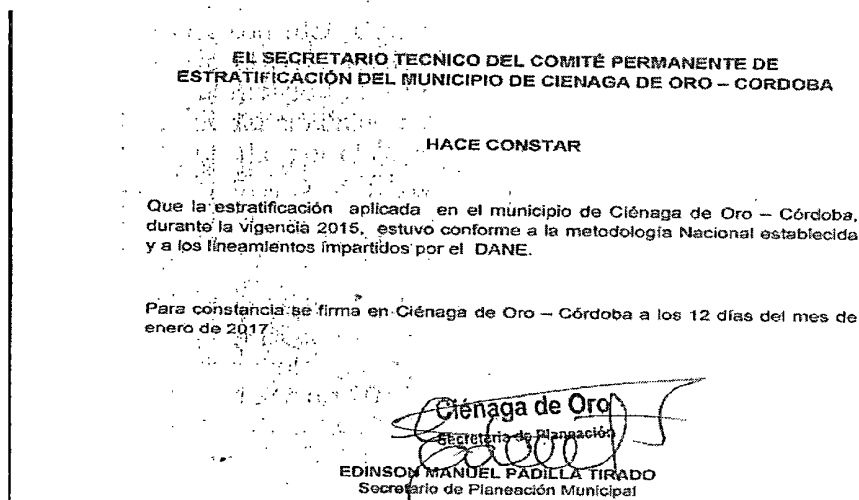 EL SECRETARIO TECNICO DEL COMITÉ PERMANENTE DE
ESTRATIFICACIÓN DEL MUNICIPIO DE CIENAGA DE ORO – CORDOBA
HACE CONSTAR
Que la estratificación aplicada en el municipio de Ciénaga de Oro – Córdoba,
durante la vigencia 2015, estuvo conforme a la metodología Nacional establecida
y a los lineamientos impartidos por el DANE.
Para constancia se firma en Ciénaga de Oro – Córdoba a los 12 días del mes de
enero de 2017.
Ciénaga de Oro
Secretaria de Planeación
EDINSON MANUEL PADILLA TIRADO
Secretario de Planeación Municipal